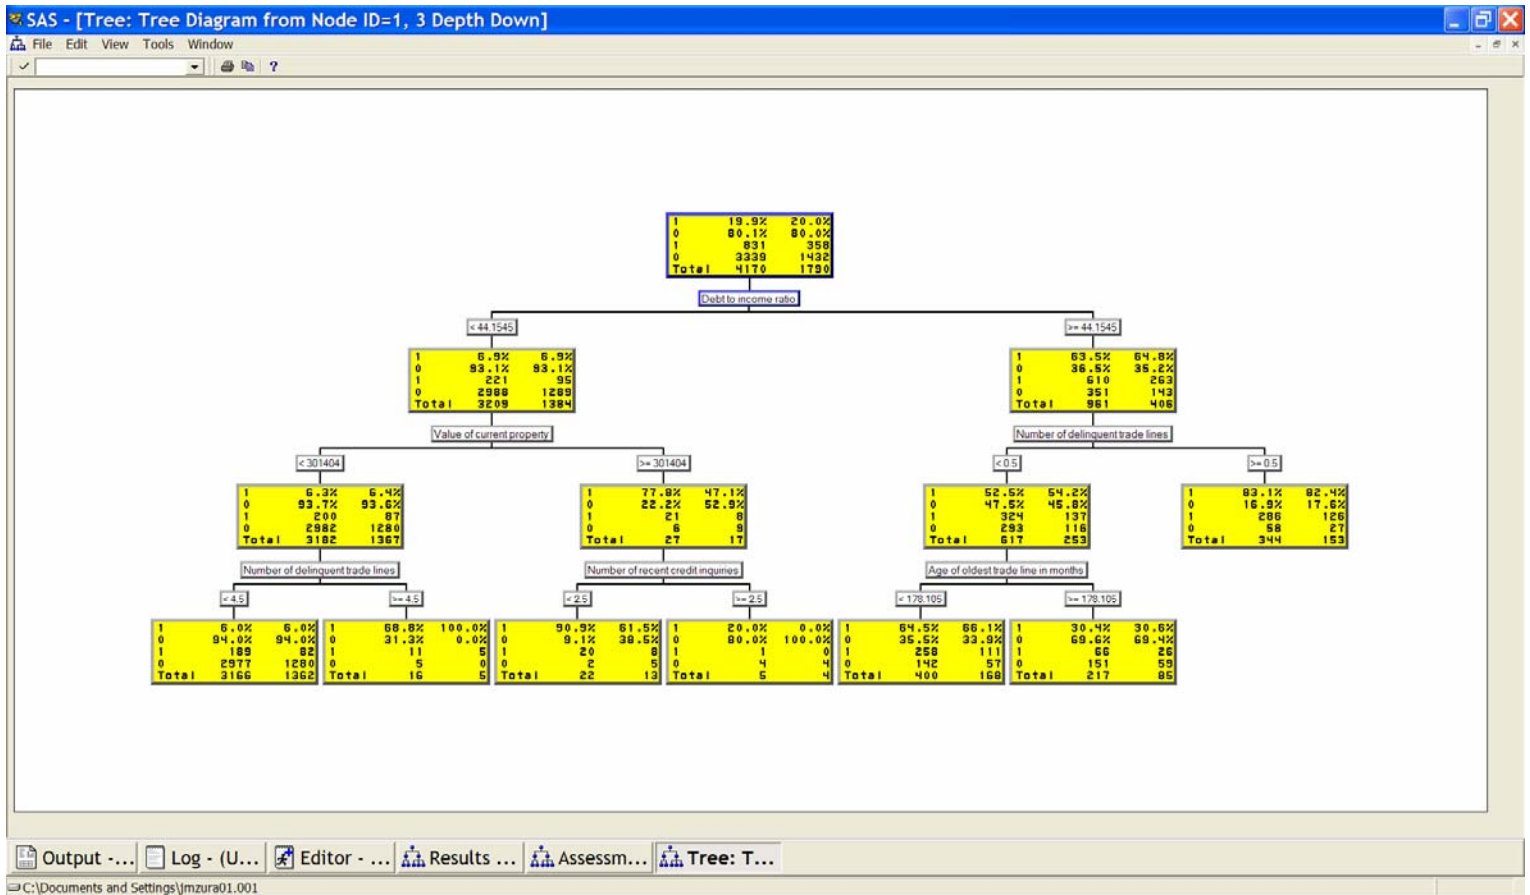 SAS - [Tree: Tree Diagram from Node ID=1, 3 Depth Down]
File Edit View Tools Window
?
1 19.9% 20.0%
0 80.1% 80.0%
1 831 358
0 3339 1432
Total 4170 1790
Debt to income ratio
< 44.1545
>= 44.1545
1 6.9% 6.9%
0 93.1% 93.1%
1 221 95
0 2988 1289
Total 3209 1384
1 63.5% 64.8%
0 36.5% 35.2%
1 610 263
0 351 143
Total 961 406
Value of current property
Number of delinquent trade lines
< 301404
>= 301404
< 0.5
>= 0.5
1 6.3% 6.4%
0 93.7% 93.6%
1 200 87
0 2982 1280
Total 3182 1367
1 77.8% 47.1%
0 22.2% 52.9%
1 21 8
0 6 9
Total 27 17
1 52.5% 54.2%
0 47.5% 45.8%
1 324 137
0 293 116
Total 617 253
1 83.1% 82.4%
0 16.9% 17.6%
1 286 126
0 58 27
Total 344 153
Number of delinquent trade lines
Number of recent credit inquiries
Age of oldest trade line in months
< 4.5
>= 4.5
< 2.5
>= 2.5
< 178.105
>= 178.105
1 6.0% 6.0%
0 94.0% 94.0%
1 189 82
0 2977 1280
Total 3166 1362
1 68.8% 100.0%
0 31.3% 0.0%
1 11 5
0 5 0
Total 16 5
1 90.9% 61.5%
0 9.1% 38.5%
1 20 8
0 2 5
Total 22 13
1 20.0% 0.0%
0 80.0% 100.0%
1 1 0
0 4 4
Total 5 4
1 64.5% 66.1%
0 35.5% 33.9%
1 258 111
0 142 57
Total 400 168
1 30.4% 30.6%
0 69.6% 69.4%
1 66 26
0 151 59
Total 217 85
Output -... Log - (U... Editor - ... Results ... Assessm... Tree: T...
C:\Documents and Settings\jmzura01.001